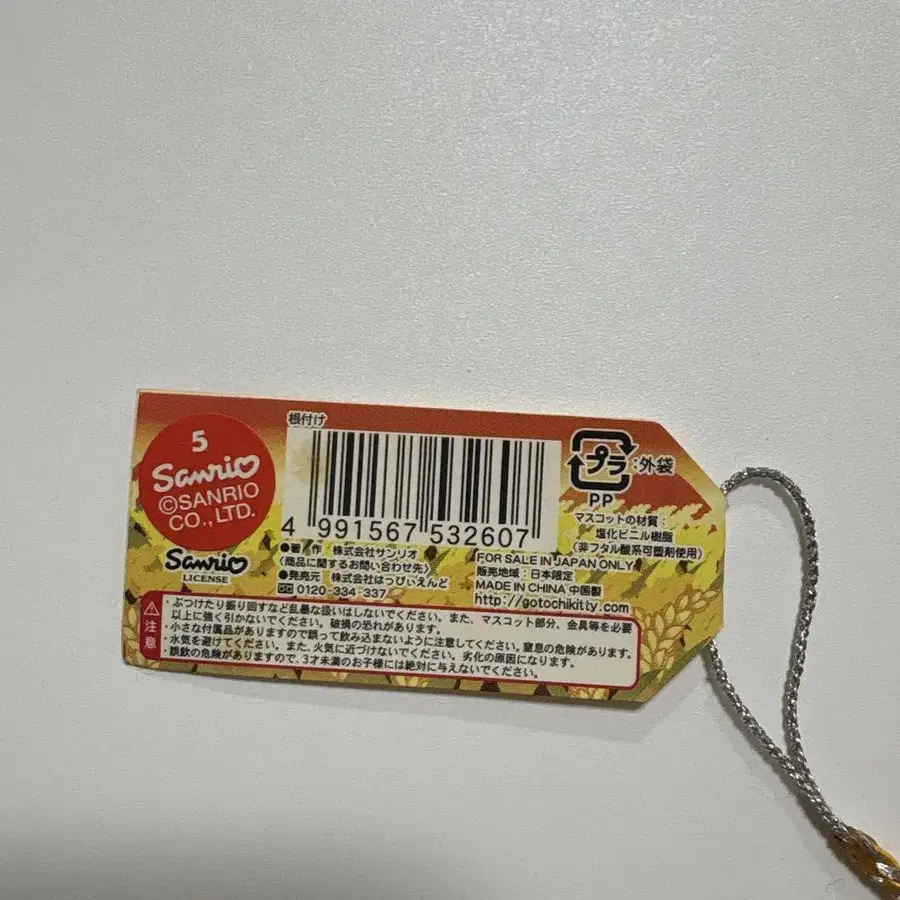 5
Sanrio
©SANRIO
CO., LTD.
Sanrio
LICENSE
根付け
4 991567 532607
●著作 株式会社サンリオ
〈商品に関するお問い合わせ先〉
●発売元 株式会社はっぴぃえんど
0120-334-337
プラ :外袋
PP
マスコットの材質:
塩化ビニル樹脂
(非フタル酸系可塑剤使用)
FOR SALE IN JAPAN ONLY
販売地域:日本限定
MADE IN CHINA 中国製
http://gotochikitty.com
注意
・ぶつけたり振り回すなど乱暴な扱いはしないでください。また、マスコット部分、金具等を必要
以上に強く引かないでください。破損の恐れがあります。
・小さな付属品がありますので誤って飲み込まないように注意してください。窒息の危険があります。
・水気を避けてください。また、火気に近づけないでください。劣化の原因になります。
・誤飲の危険がありますので、3才未満のお子様には絶対に与えないでください。